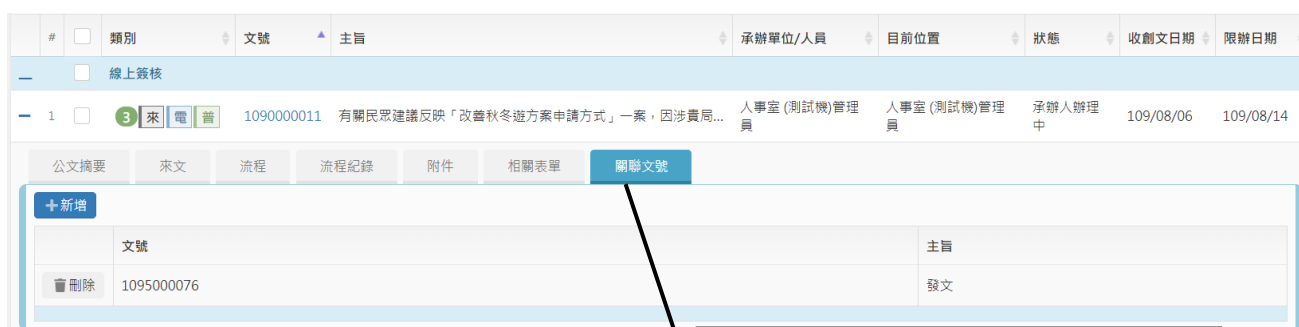 # 類別 文號 主旨 承辦單位/人員 目前位置 狀態 收創文日期 限辦日期
線上簽核
1 3 來 電 普 1090000011 有關民眾建議反映「改善秋冬遊方案申請方式」一案，因涉貴局... 人事室 (測試機)管理員 人事室 (測試機)管理員 承辦人辦理中 109/08/06 109/08/14
公文摘要 來文 流程 流程紀錄 附件 相關表單 關聯文號
+新增
文號 主旨
刪除 1095000076 發文